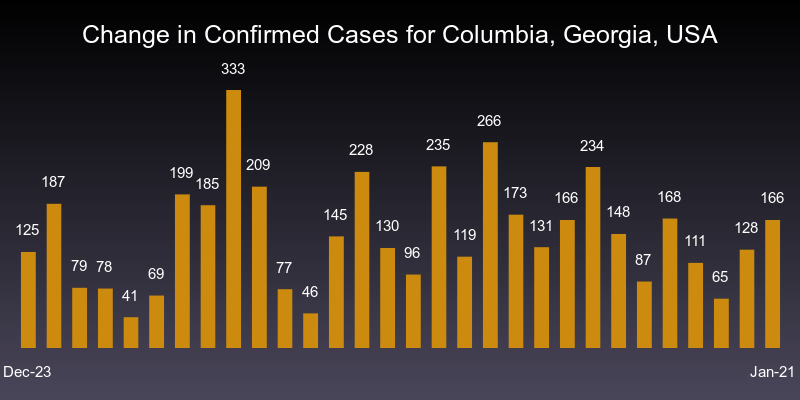 Change in Confirmed Cases for Columbia, Georgia, USA
125 187 79 78 41 69 199 185 333 209 77 46 145 228 130 96 235 119 266 173 131 166 234 148 87 168 111 65 128 166
Dec-23 Jan-21